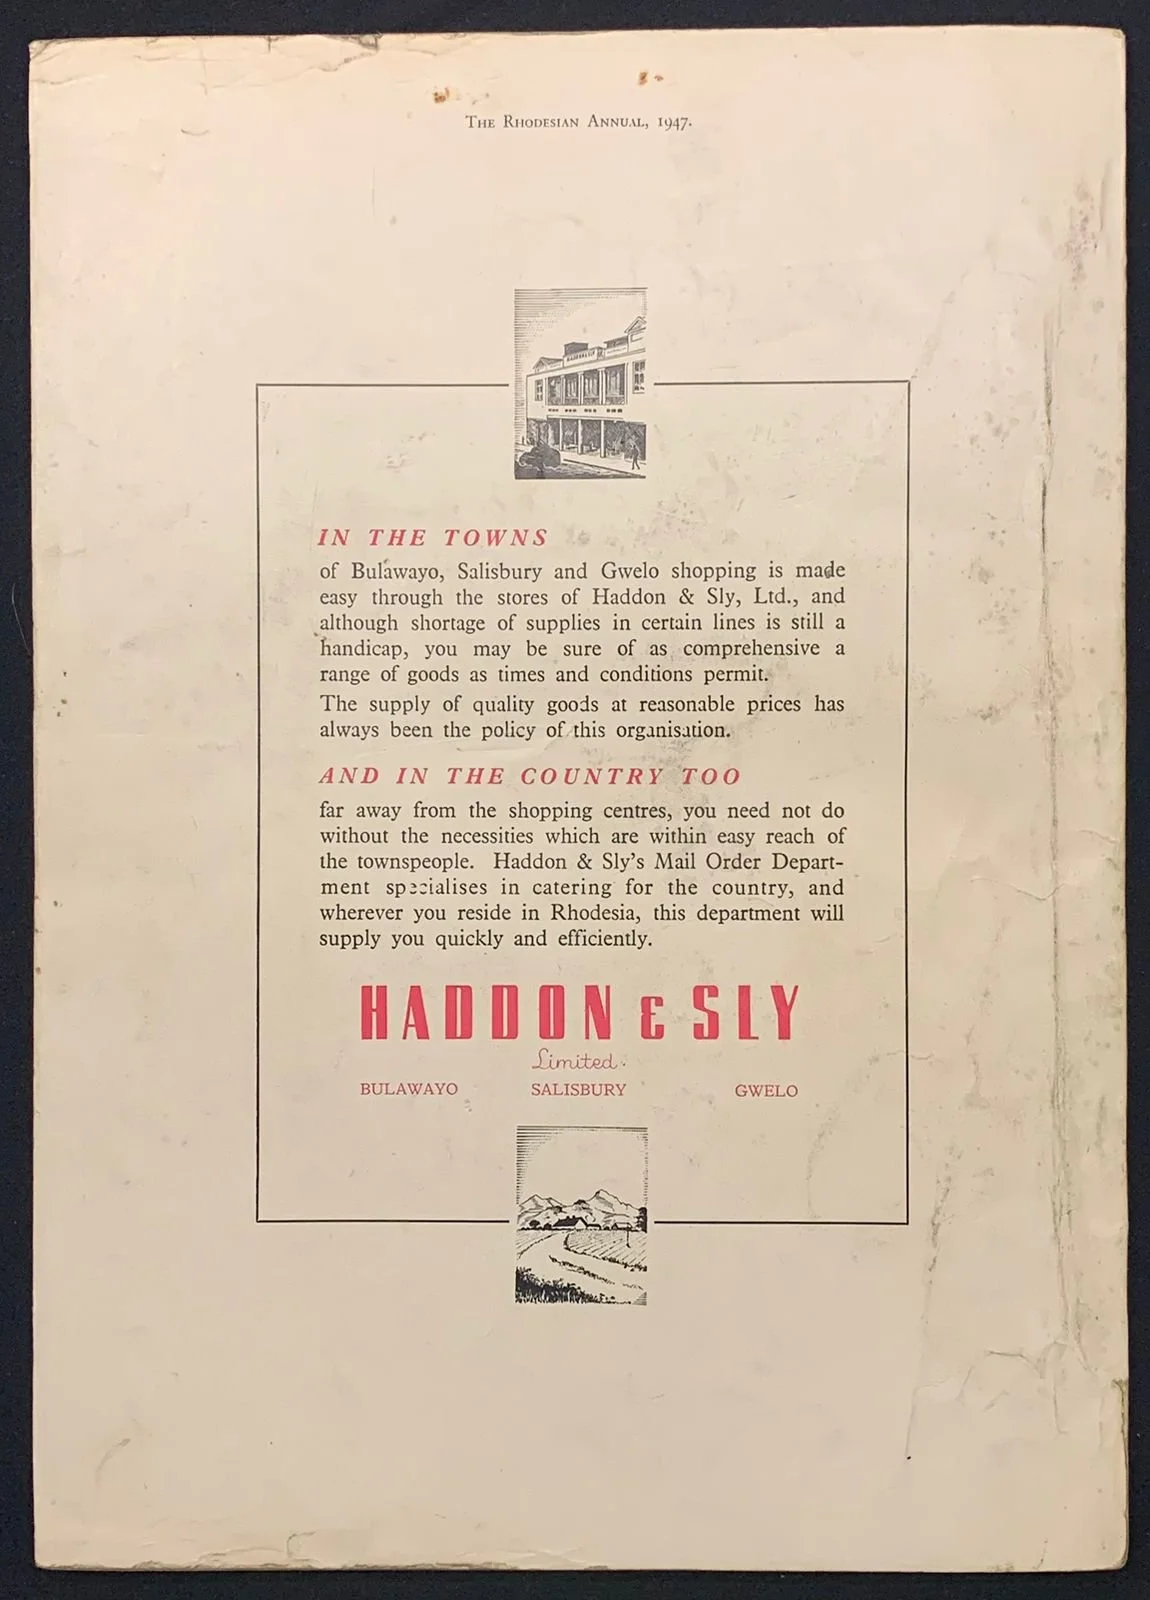 The Rhodesian Annual, 1947.
HADDON & SLY
IN THE TOWNS
of Bulawayo, Salisbury and Gwelo shopping is made
easy through the stores of Haddon & Sly, Ltd., and
although shortage of supplies in certain lines is still a
handicap, you may be sure of as comprehensive a
range of goods as times and conditions permit.
The supply of quality goods at reasonable prices has
always been the policy of this organisation.
AND IN THE COUNTRY TOO
far away from the shopping centres, you need not do
without the necessities which are within easy reach of
the townspeople. Haddon & Sly's Mail Order Depart-
ment specialises in catering for the country, and
wherever you reside in Rhodesia, this department will
supply you quickly and efficiently.
HADDON & SLY
Limited.
BULAWAYO SALISBURY GWELO